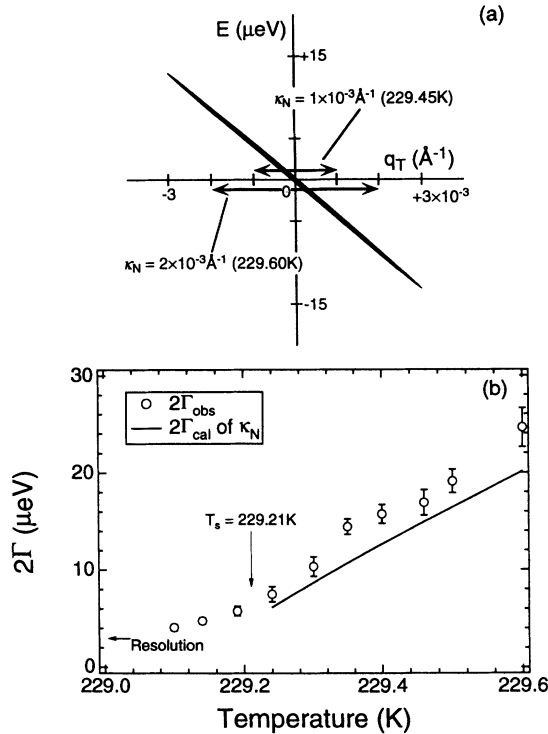 (a)
E (μeV)
+15
κN = 1×10-3Å-1 (229.45K)
qT (Å-1)
-3
0
+3×10-3
κN = 2×10-3Å-1 (229.60K)
-15
(b)
30
2Γobs
2Γcal of κN
20
Ts = 229.21K
2Γ (μeV)
10
Resolution
0
229.0
229.2
229.4
229.6
Temperature (K)